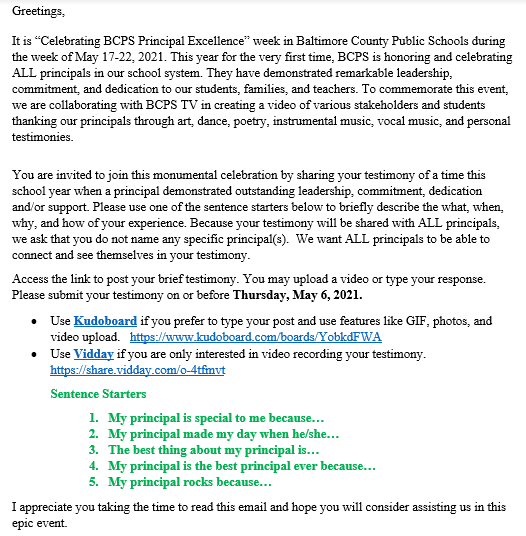 Greetings,
It is “Celebrating BCPS Principal Excellence” week in Baltimore County Public Schools during
the week of May 17-22, 2021. This year for the very first time, BCPS is honoring and celebrating
ALL principals in our school system. They have demonstrated remarkable leadership,
commitment, and dedication to our students, families, and teachers. To commemorate this event,
we are collaborating with BCPS TV in creating a video of various stakeholders and students
thanking our principals through art, dance, poetry, instrumental music, vocal music, and personal
testimonies.
You are invited to join this monumental celebration by sharing your testimony of a time this
school year when a principal demonstrated outstanding leadership, commitment, dedication
and/or support. Please use one of the sentence starters below to briefly describe the what, when,
why, and how of your experience. Because your testimony will be shared with ALL principals,
we ask that you do not name any specific principal(s). We want ALL principals to be able to
connect and see themselves in your testimony.
Access the link to post your brief testimony. You may upload a video or type your response.
Please submit your testimony on or before Thursday, May 6, 2021.
• Use Kudoboard if you prefer to type your post and use features like GIF, photos, and
video upload. https://www.kudoboard.com/boards/YobkdFWA
• Use Vidday if you are only interested in video recording your testimony.
https://share.vidday.com/o-4tfmvt
Sentence Starters
1. My principal is special to me because…
2. My principal made my day when he/she…
3. The best thing about my principal is…
4. My principal is the best principal ever because…
5. My principal rocks because…
I appreciate you taking the time to read this email and hope you will consider assisting us in this
epic event.